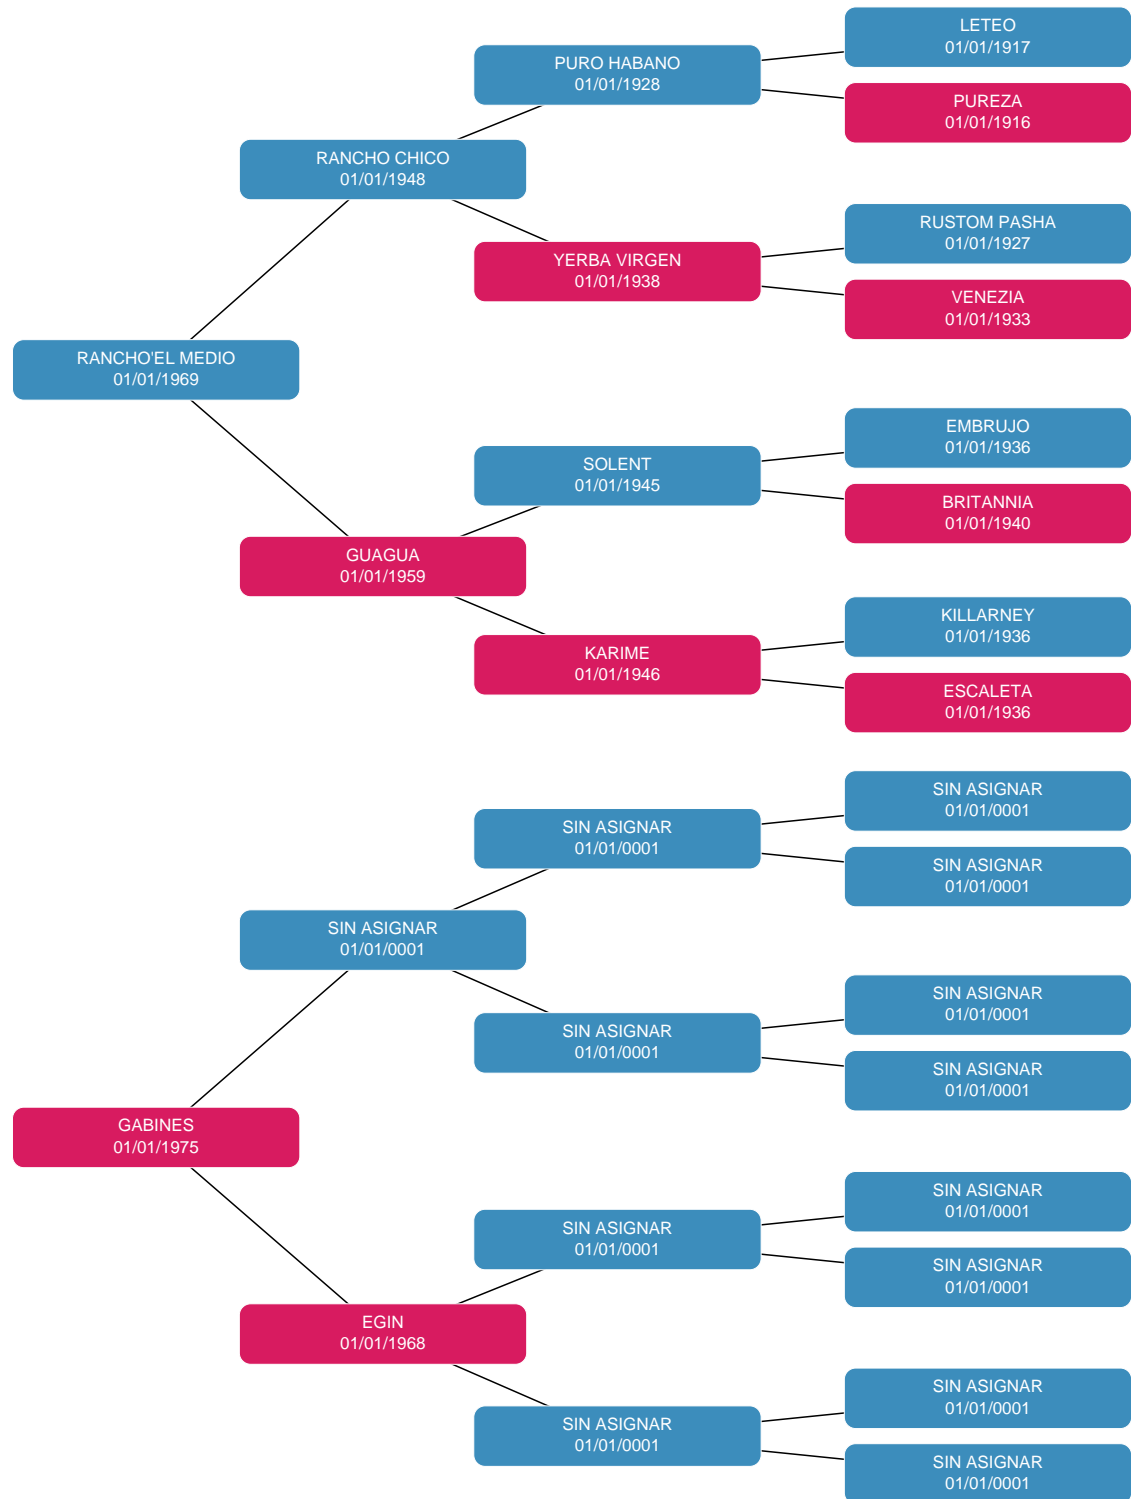 LETEO
01/01/1917
PURO HABANO
01/01/1928
PUREZA
01/01/1916
RANCHO CHICO
01/01/1948
RUSTOM PASHA
01/01/1927
YERBA VIRGEN
01/01/1938
VENEZIA
01/01/1933
RANCHO'EL MEDIO
01/01/1969
EMBRUJO
01/01/1936
SOLENT
01/01/1945
BRITANNIA
01/01/1940
GUAGUA
01/01/1959
KILLARNEY
01/01/1936
KARIME
01/01/1946
ESCALETA
01/01/1936
SIN ASIGNAR
01/01/0001
SIN ASIGNAR
01/01/0001
SIN ASIGNAR
01/01/0001
SIN ASIGNAR
01/01/0001
SIN ASIGNAR
01/01/0001
SIN ASIGNAR
01/01/0001
SIN ASIGNAR
01/01/0001
GABINES
01/01/1975
SIN ASIGNAR
01/01/0001
SIN ASIGNAR
01/01/0001
SIN ASIGNAR
01/01/0001
EGIN
01/01/1968
SIN ASIGNAR
01/01/0001
SIN ASIGNAR
01/01/0001
SIN ASIGNAR
01/01/0001